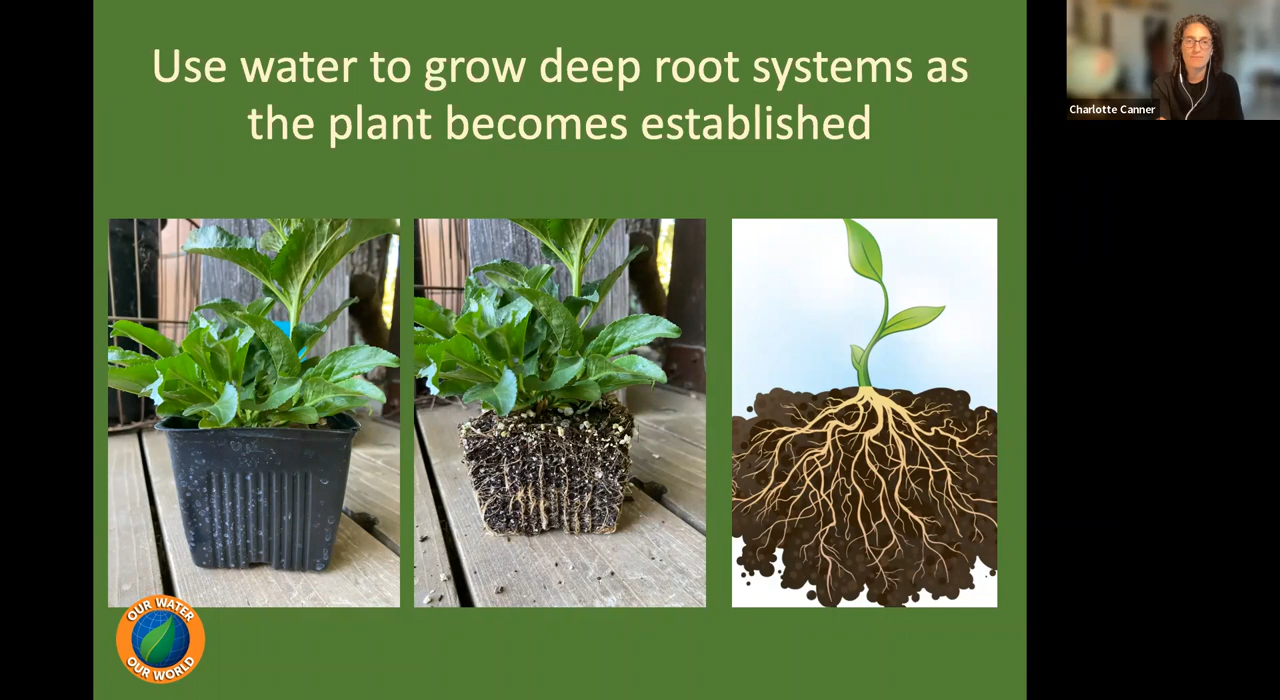 Use water to grow deep root systems as
the plant becomes established
Charlotte Canner
OUR WATER
OUR WORLD